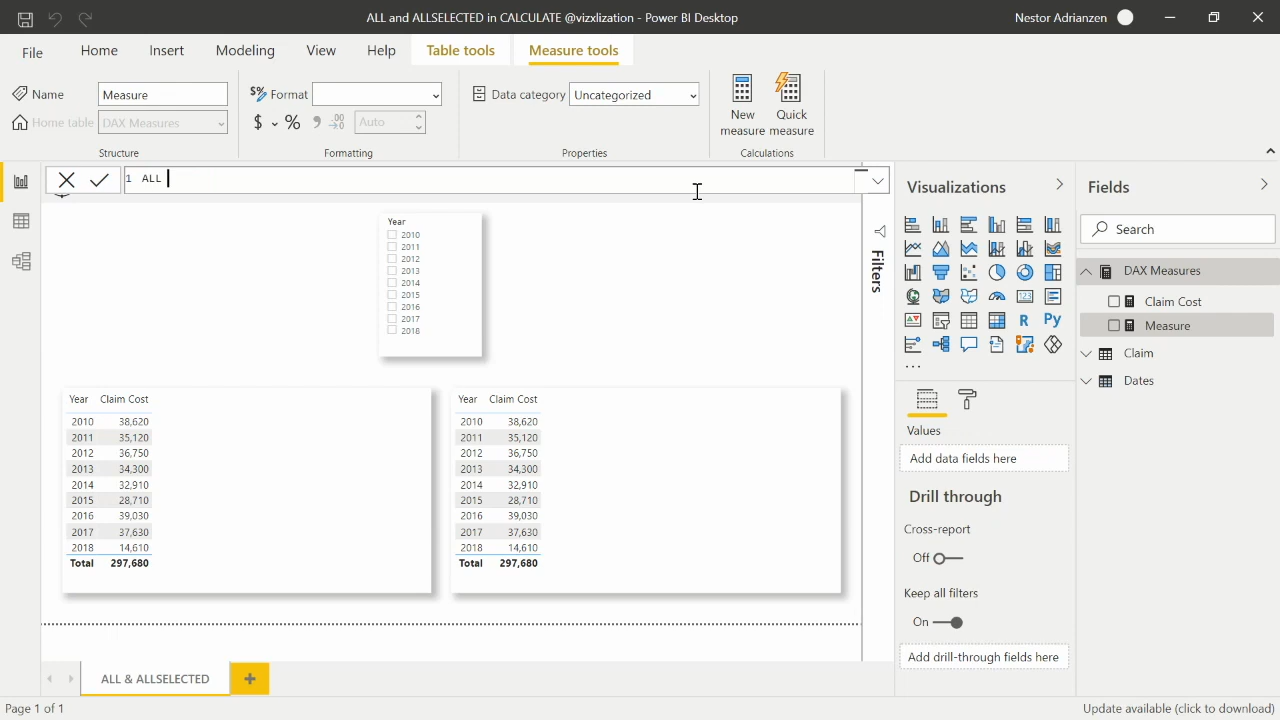 ALL and ALLSELECTED in CALCULATE @vizxlization - Power BI Desktop
Nestor Adrianzen
File
Home
Insert
Modeling
View
Help
Table tools
Measure tools
Name
Measure
Home table
DAX Measures
Structure
$% Format
$
%
,
.00
Auto
Formatting
Data category
Uncategorized
Properties
New measure
Quick measure
Calculations
1 ALL
Year
2010
2011
2012
2013
2014
2015
2016
2017
2018
Year Claim Cost
2010 38,620
2011 35,120
2012 36,750
2013 34,300
2014 32,910
2015 28,710
2016 39,030
2017 37,630
2018 14,610
Total 297,680
Year Claim Cost
2010 38,620
2011 35,120
2012 36,750
2013 34,300
2014 32,910
2015 28,710
2016 39,030
2017 37,630
2018 14,610
Total 297,680
Filters
Visualizations
123
R
Py
...
Values
Add data fields here
Drill through
Cross-report
Off
Keep all filters
On
Add drill-through fields here
Fields
Search
DAX Measures
Claim Cost
Measure
Claim
Dates
ALL & ALLSELECTED
+
Page 1 of 1
Update available (click to download)